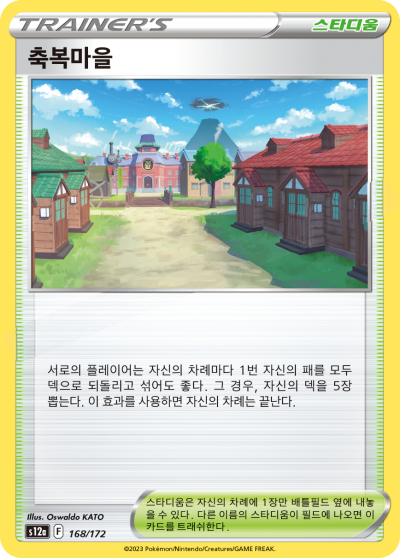 TRAINER'S
스타디움
축복마을
서로의 플레이어는 자신의 차례마다 1번 자신의 패를 모두
덱으로 되돌리고 섞어도 좋다. 그 경우, 자신의 덱을 5장
뽑는다. 이 효과를 사용하면 자신의 차례는 끝난다.
Illus. Oswaldo KATO
스타디움은 자신의 차례에 1장만 배틀필드 옆에 내놓
을 수 있다. 다른 이름의 스타디움이 필드에 나오면 이
카드를 트래쉬한다.
s12a F 168/172
©2023 Pokémon/Nintendo/Creatures/GAME FREAK.